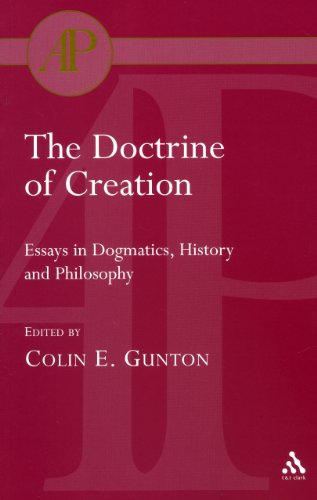 AP
The Doctrine
of Creation
Essays in Dogmatics, History
and Philosophy
EDITED BY
COLIN E. GUNTON
t&t clark